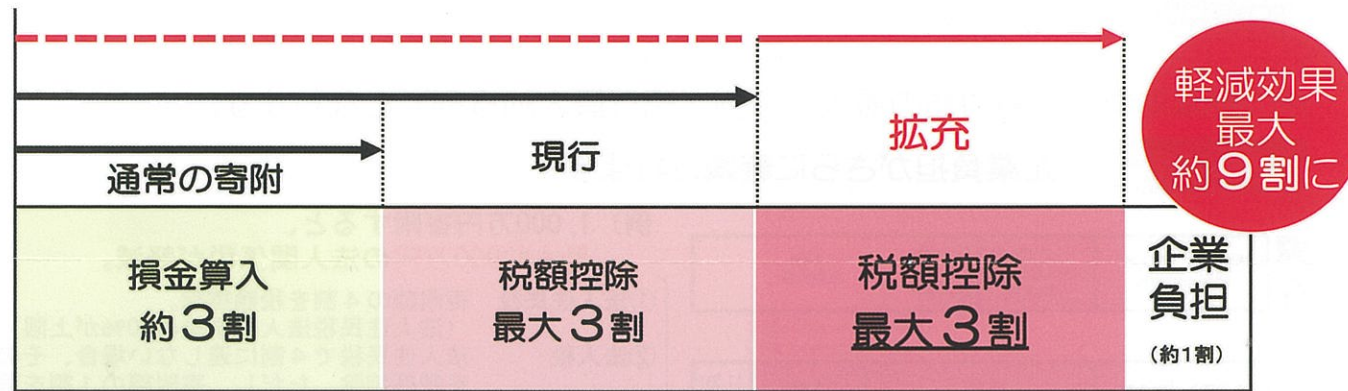 通常の寄附
現行
拡充
軽減効果
最大
約9割に
損金算入
約3割
税額控除
最大3割
税額控除
最大3割
企業
負担
(約1割)